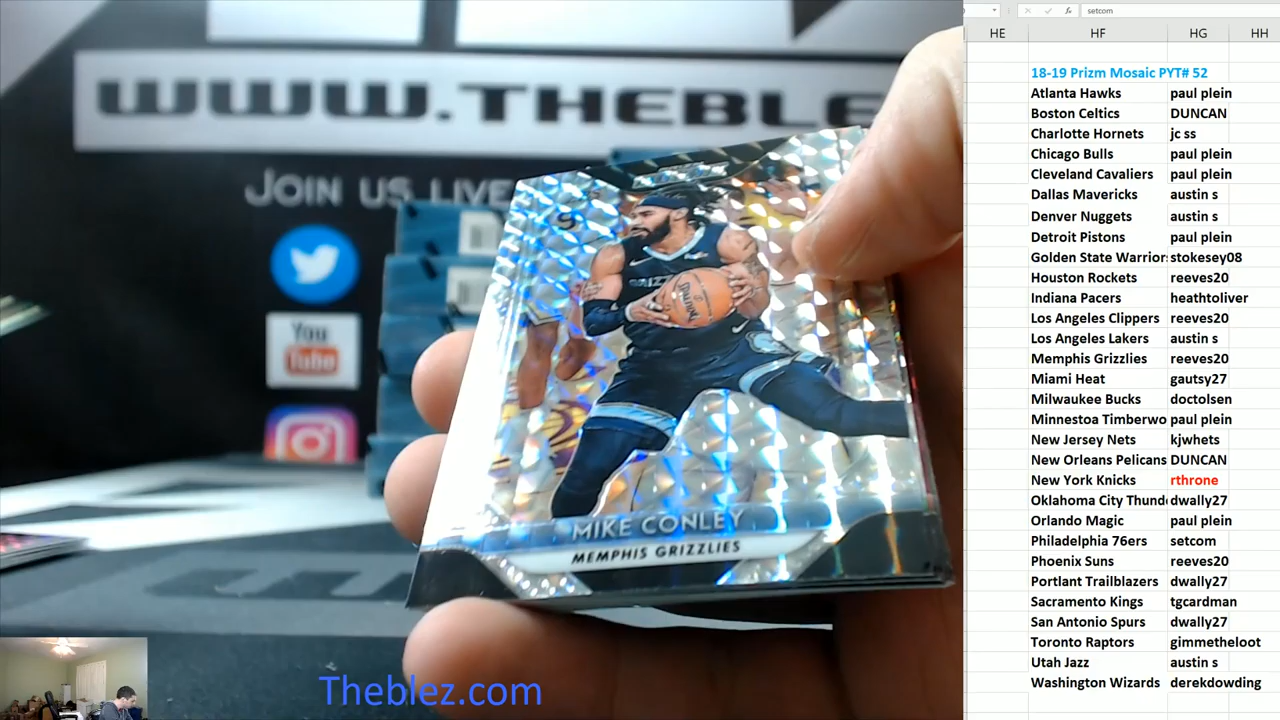 WWW.THEBLE
JOIN US LIVE
You
Tube
SPALDING
MIKE CONLEY
MEMPHIS GRIZZLIES
Theblez.com
setcom
HE HF HG HH
18-19 Prizm Mosaic PYT# 52
Atlanta Hawks paul plein
Boston Celtics DUNCAN
Charlotte Hornets jc ss
Chicago Bulls paul plein
Cleveland Cavaliers paul plein
Dallas Mavericks austin s
Denver Nuggets austin s
Detroit Pistons paul plein
Golden State Warriors stokesey08
Houston Rockets reeves20
Indiana Pacers heathtoliver
Los Angeles Clippers reeves20
Los Angeles Lakers austin s
Memphis Grizzlies reeves20
Miami Heat gautsy27
Milwaukee Bucks doctolsen
Minnestoa Timberwo paul plein
New Jersey Nets kjwhets
New Orleans Pelicans DUNCAN
New York Knicks rthrone
Oklahoma City Thund dwally27
Orlando Magic paul plein
Philadelphia 76ers setcom
Phoenix Suns reeves20
Portlant Trailblazers dwally27
Sacramento Kings tgcardman
San Antonio Spurs dwally27
Toronto Raptors gimmetheloot
Utah Jazz austin s
Washington Wizards derekdowding